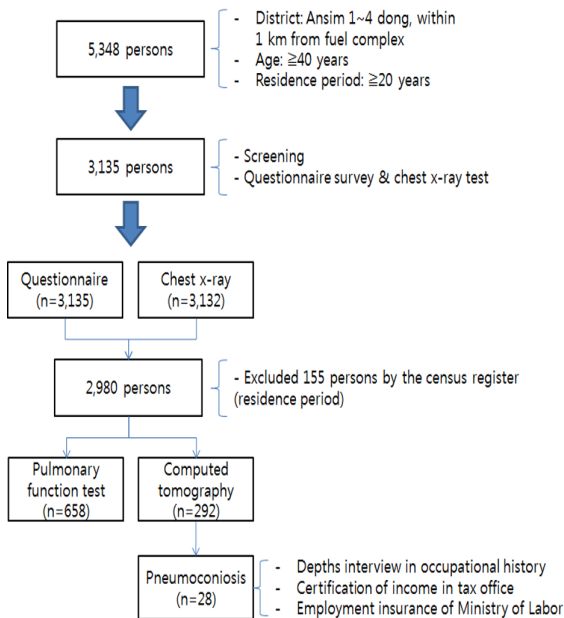 5,348 persons
- District: Ansim 1~4 dong, within
1 km from fuel complex
- Age: ≧40 years
- Residence period: ≧20 years
3,135 persons
- Screening
- Questionnaire survey & chest x-ray test
Questionnaire
(n=3,135)
Chest x-ray
(n=3,132)
2,980 persons
- Excluded 155 persons by the census register
(residence period)
Pulmonary
function test
(n=658)
Computed
tomography
(n=292)
Pneumoconiosis
(n=28)
- Depths interview in occupational history
- Certification of income in tax office
- Employment insurance of Ministry of Labor